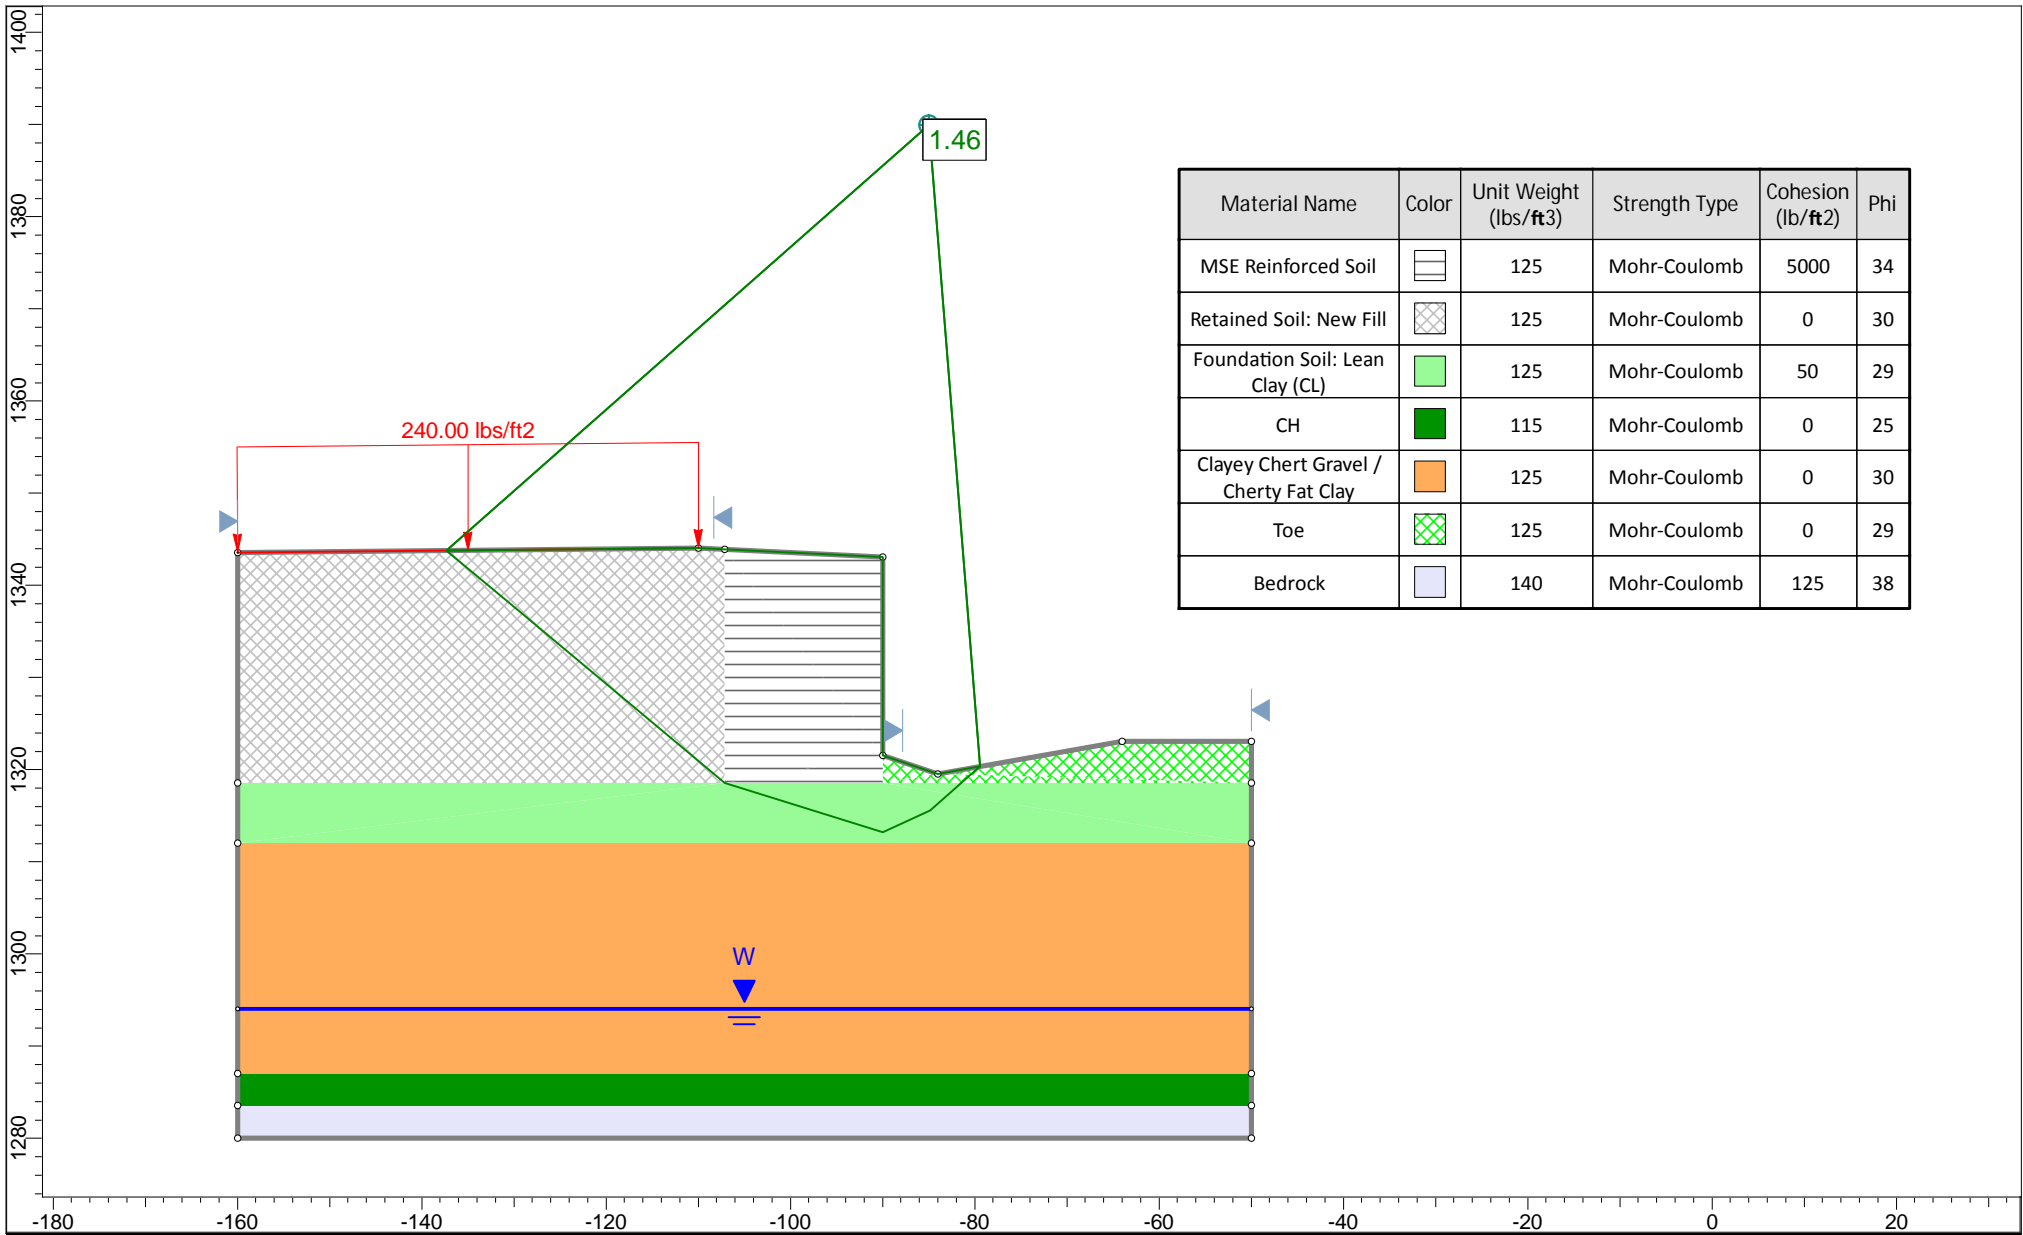 1400
1380
1360
1340
1320
1300
1280
1.46
240.00 lbs/ft2
W
Material Name Color Unit Weight (lbs/ft3) Strength Type Cohesion (lb/ft2) Phi
MSE Reinforced Soil 125 Mohr-Coulomb 5000 34
Retained Soil: New Fill 125 Mohr-Coulomb 0 30
Foundation Soil: Lean Clay (CL) 125 Mohr-Coulomb 50 29
CH 115 Mohr-Coulomb 0 25
Clayey Chert Gravel / Cherty Fat Clay 125 Mohr-Coulomb 0 30
Toe 125 Mohr-Coulomb 0 29
Bedrock 140 Mohr-Coulomb 125 38
-180 -160 -140 -120 -100 -80 -60 -40 -20 0 20